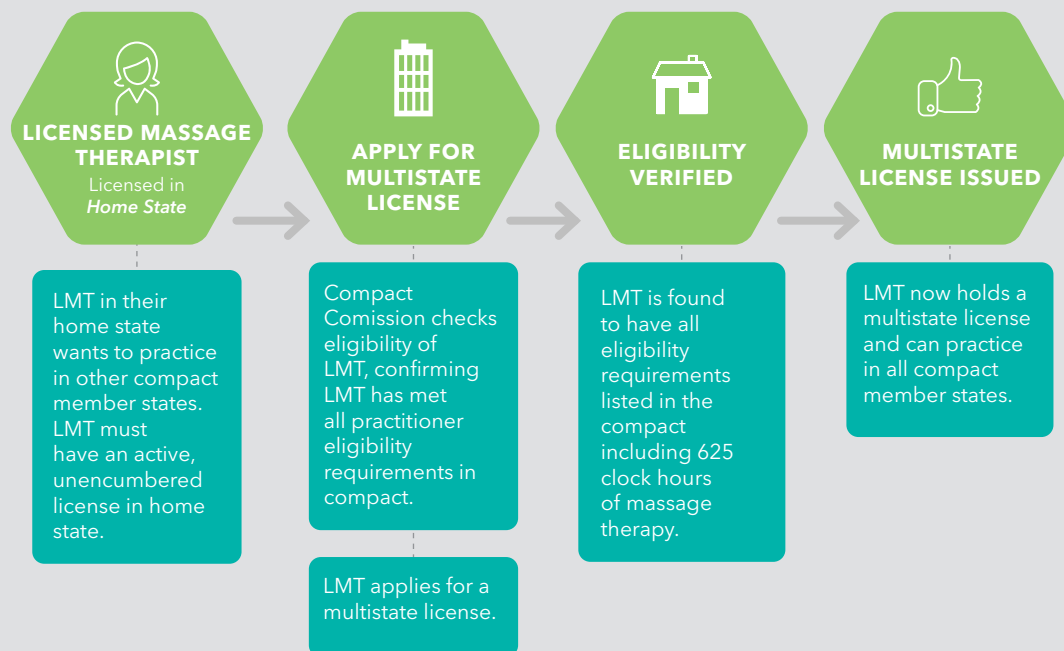 LICENSED MASSAGE
THERAPIST
Licensed in
Home State
LMT in their
home state
wants to practice
in other compact
member states.
LMT must
have an active,
unencumbered
license in home
state.
APPLY FOR
MULTISTATE
LICENSE
Compact
Comission checks
eligibility of
LMT, confirming
LMT has met
all practitioner
eligibility
requirements in
compact.
LMT applies for a
multistate license.
ELIGIBILITY
VERIFIED
LMT is found
to have all
eligibility
requirements
listed in the
compact
including 625
clock hours
of massage
therapy.
MULTISTATE
LICENSE ISSUED
LMT now holds a
multistate license
and can practice
in all compact
member states.